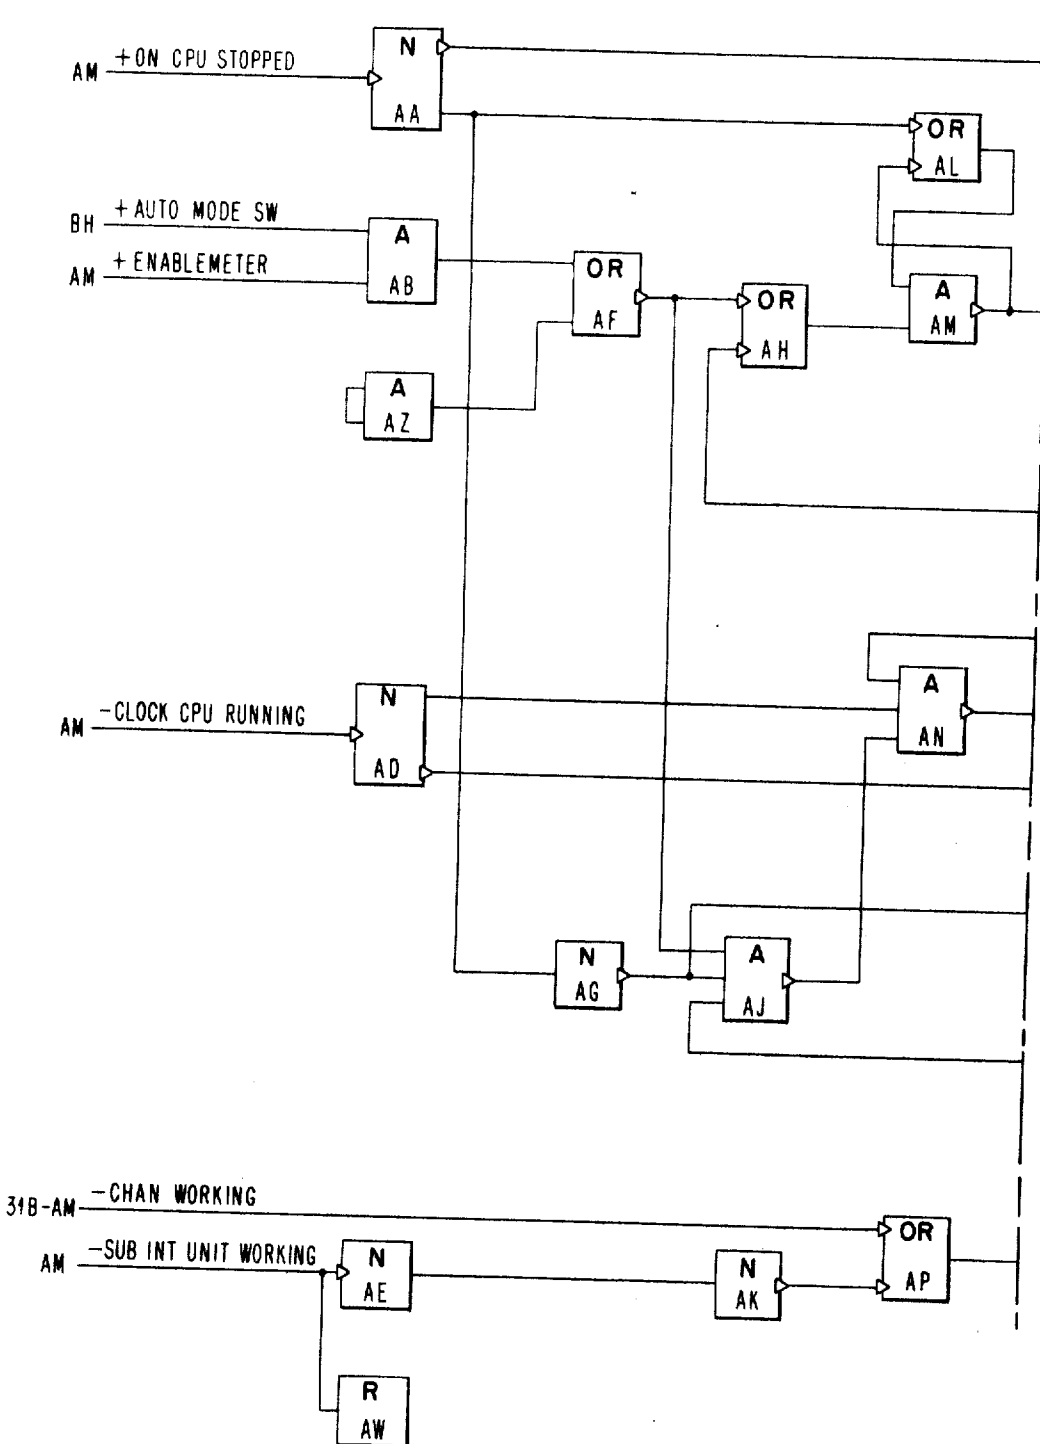 AM +ON CPU STOPPED
N
AA
OR
AL
BH +AUTO MODE SW
A
AM +ENABLEMETER
AB
OR
AF
OR
AH
A
AM
A
AZ
AM -CLOCK CPU RUNNING
N
AD
A
AN
N
AG
A
AJ
31B-AM -CHAN WORKING
OR
AP
AM -SUB INT UNIT WORKING
N
AE
N
AK
R
AW